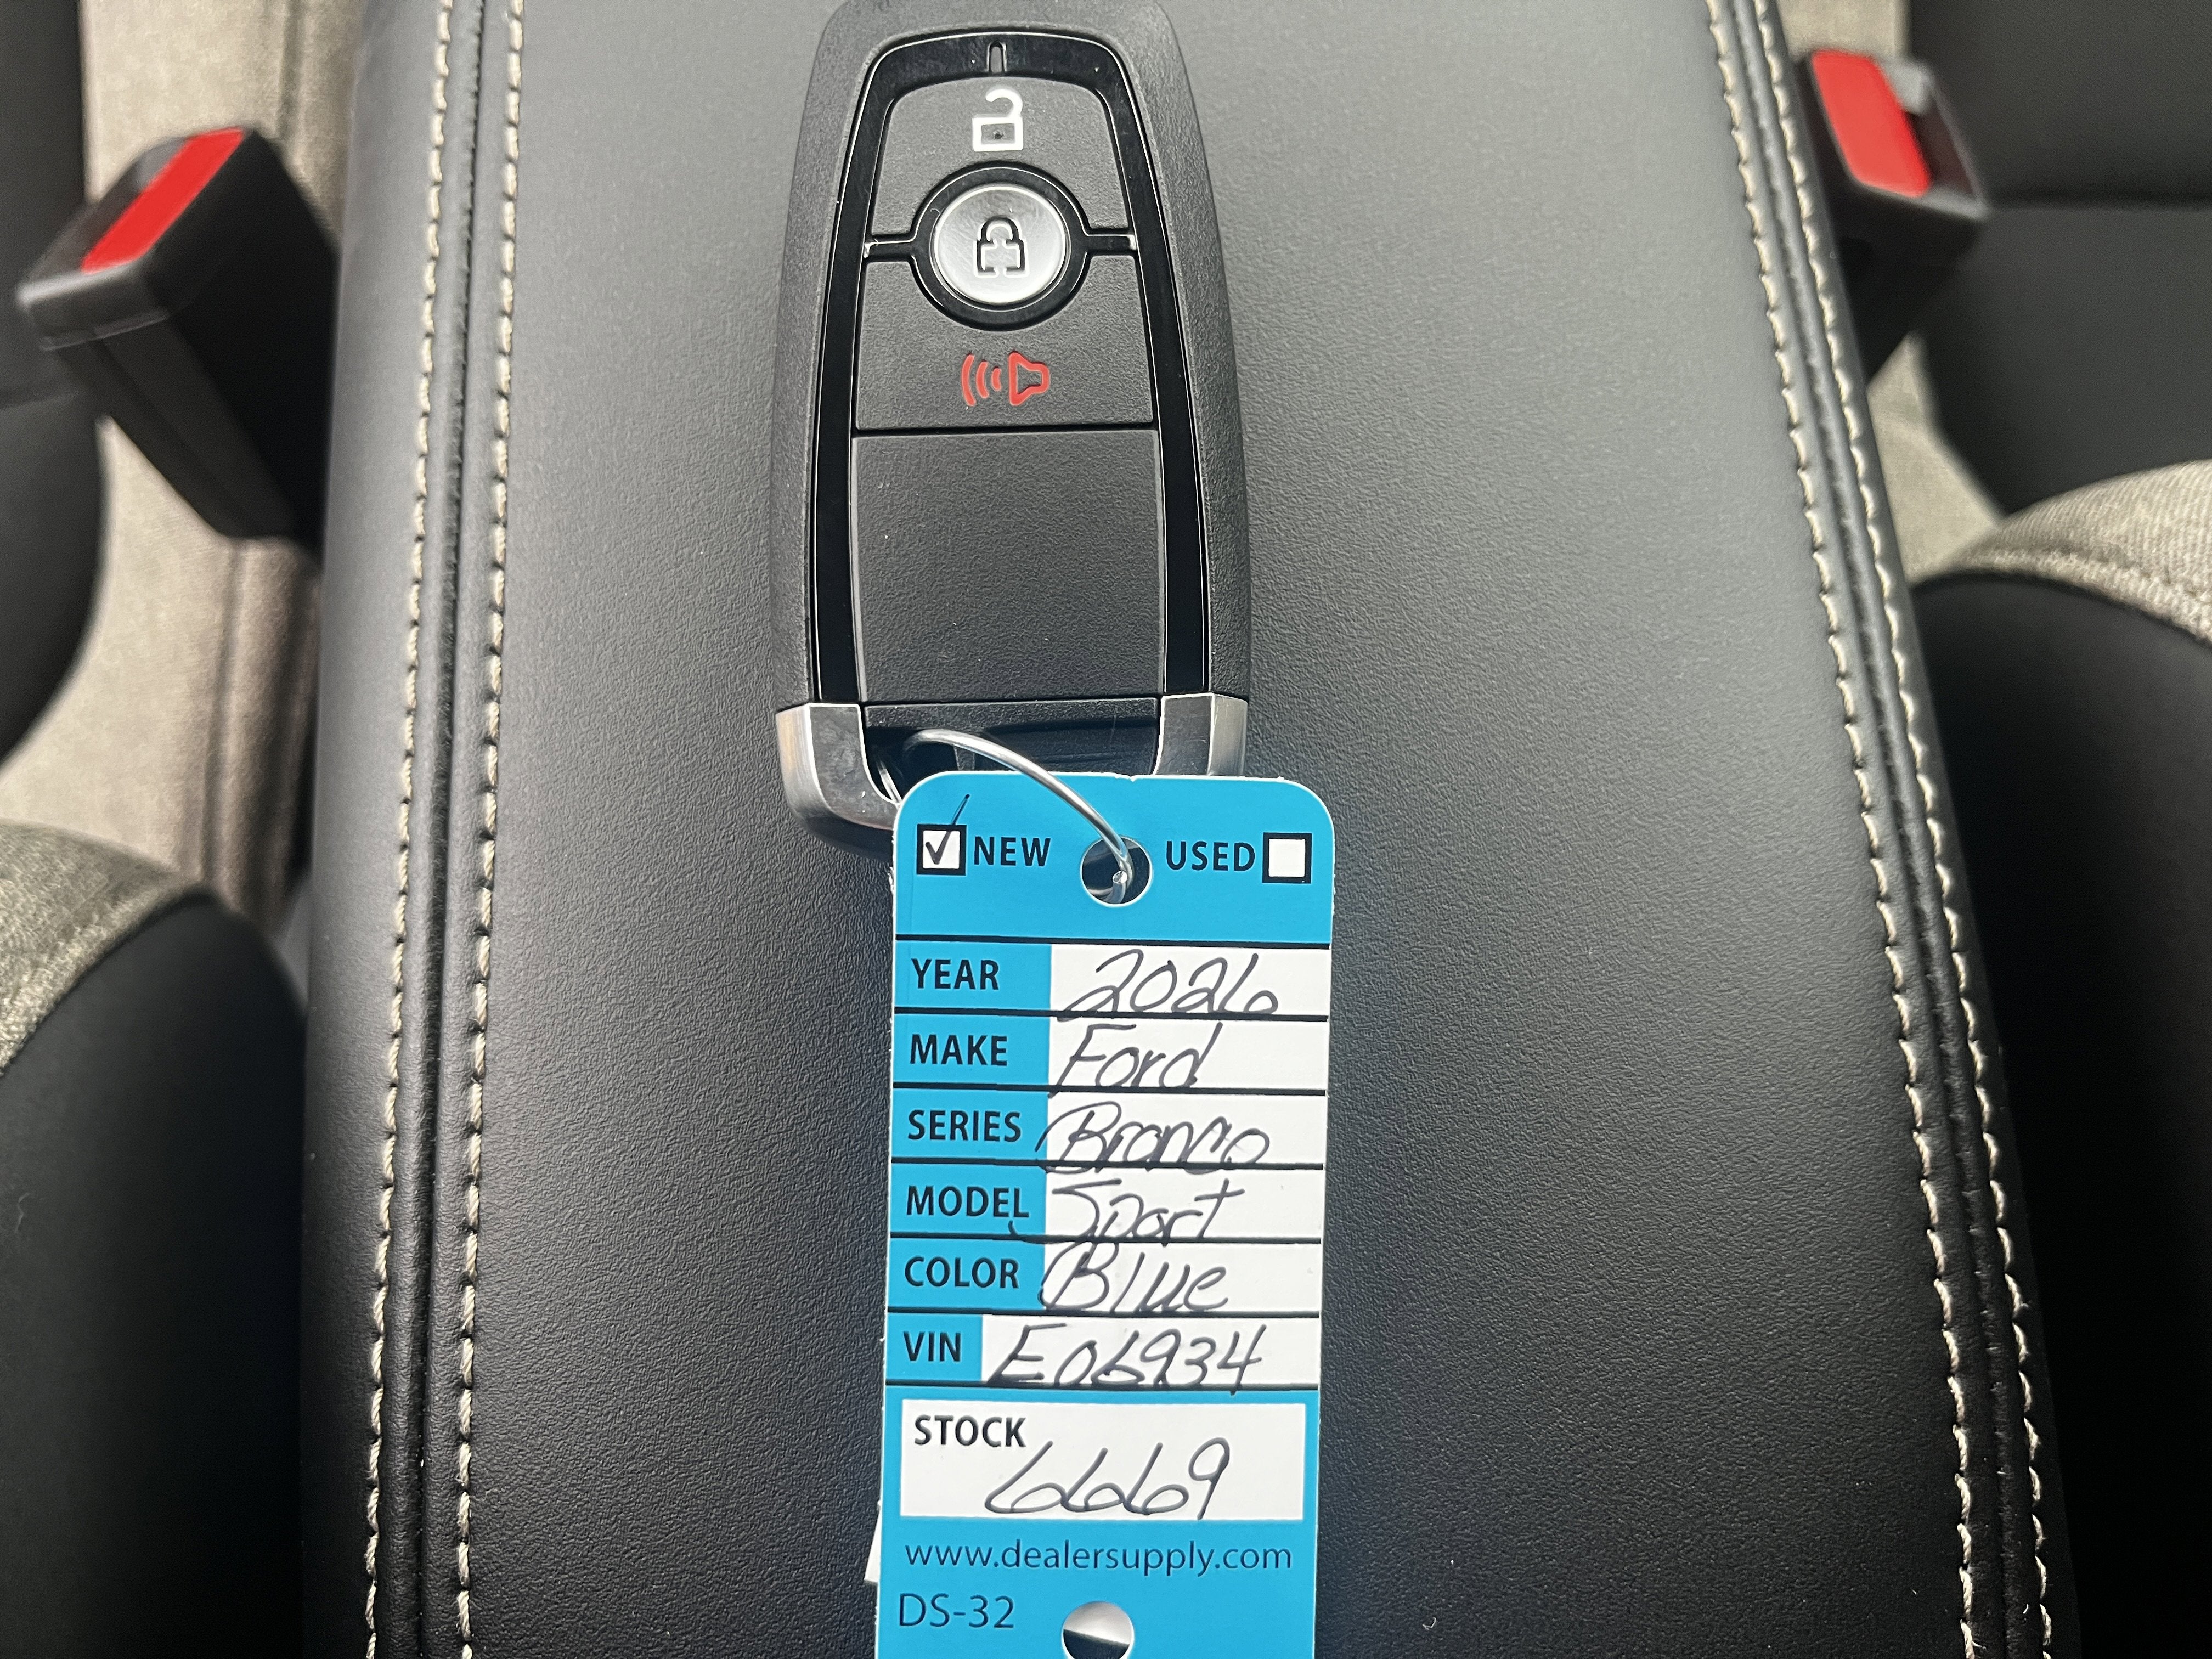 NEW USED
YEAR 2026
MAKE Ford
SERIES Bronco
MODEL Sport
COLOR Blue
VIN E06934
STOCK
6669
www.dealersupply.com
DS-32